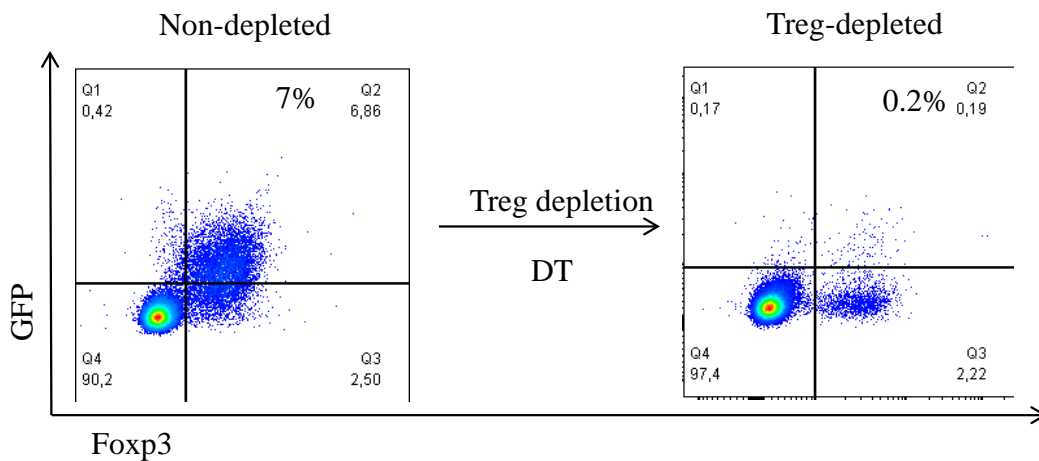 Non-depleted
Treg-depleted
Q1
0,42
7%
Q2
6,86
Q1
0,17
0.2%
Q2
0,19
Treg depletion
DT
GFP
Q4
90,2
Q3
2,50
Q4
97,4
Q3
2,22
Foxp3